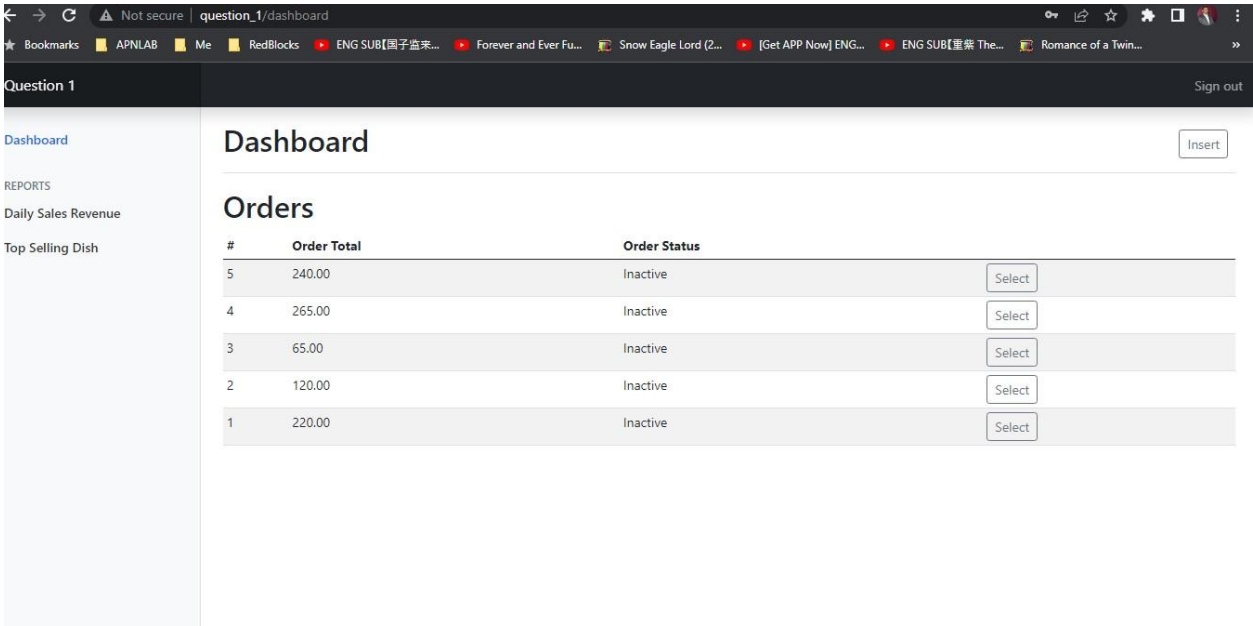 Not secure | question_1/dashboard
Bookmarks APNLAB Me RedBlocks ENG SUB【国子监来... Forever and Ever Fu... Snow Eagle Lord (2... [Get APP Now] ENG... ENG SUB【重紫 The... Romance of a Twin... »
Question 1 Sign out
Dashboard
REPORTS
Daily Sales Revenue
Top Selling Dish
Dashboard Insert
Orders
# Order Total Order Status
5 240.00 Inactive Select
4 265.00 Inactive Select
3 65.00 Inactive Select
2 120.00 Inactive Select
1 220.00 Inactive Select